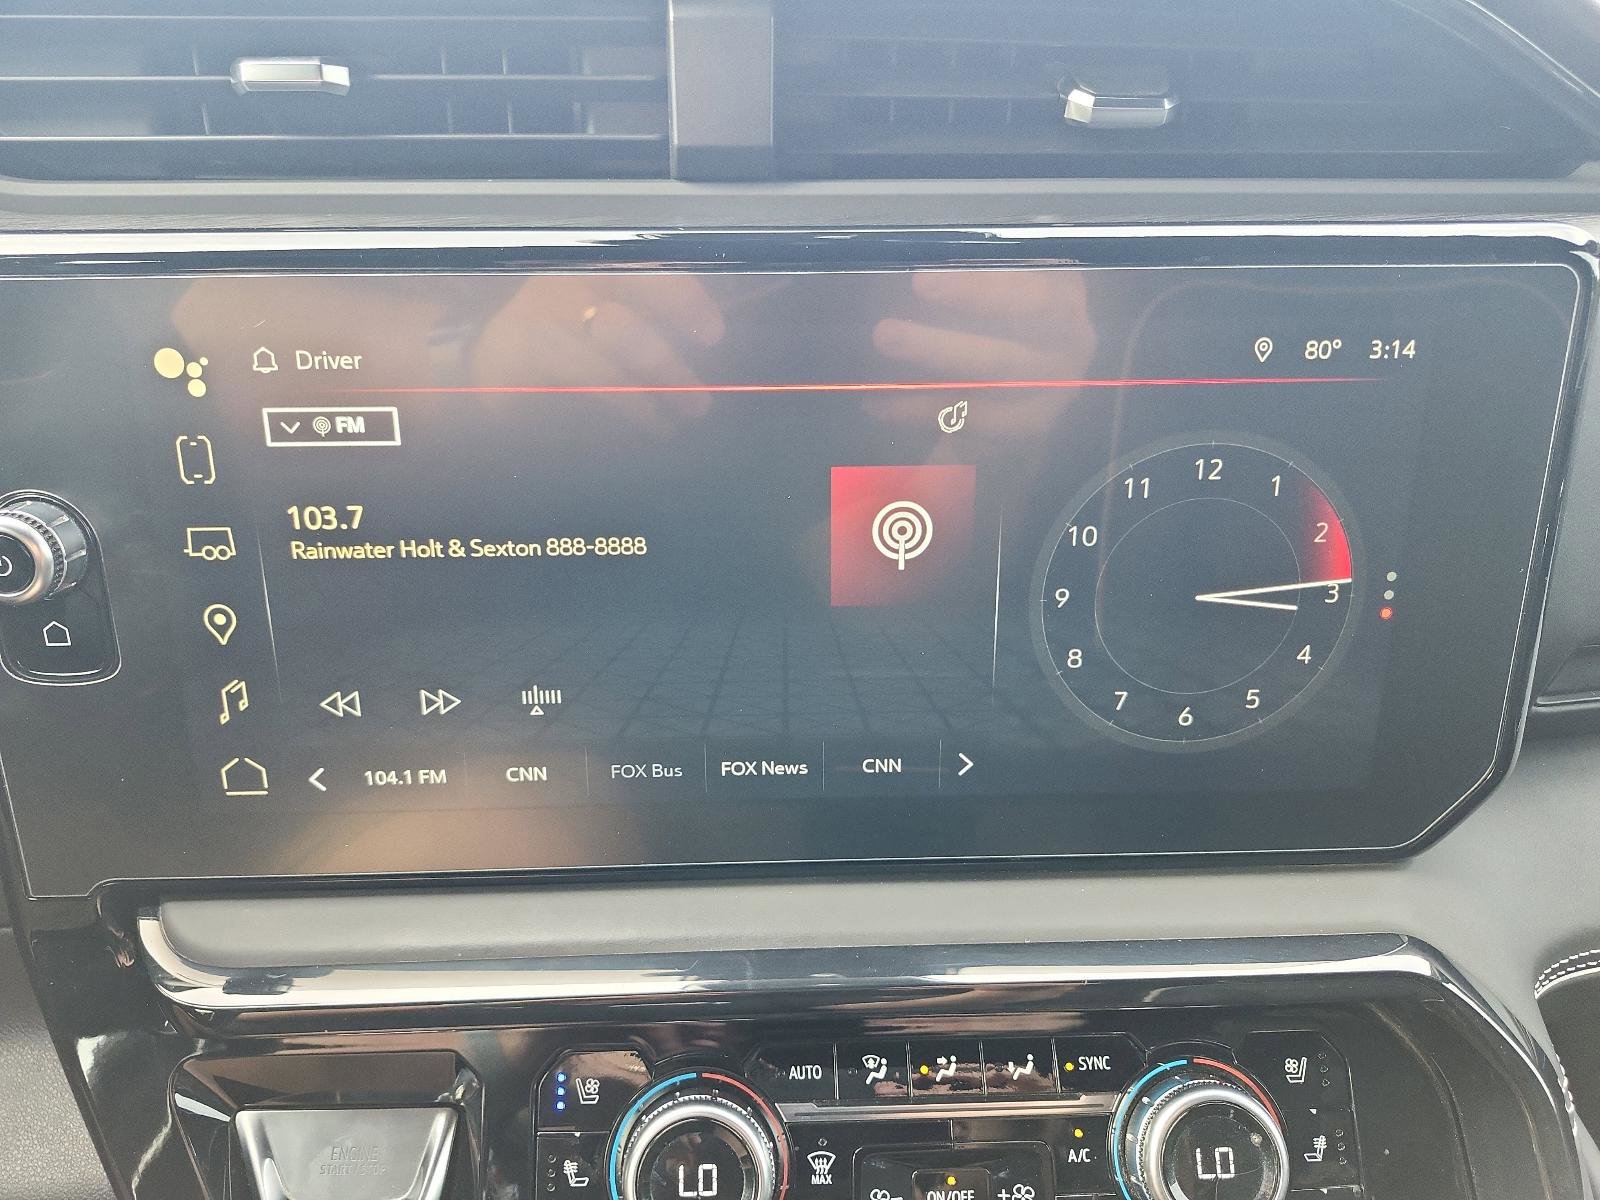 Driver
80° 3:14
FM
103.7
Rainwater Holt & Sexton 888-8888
12
11 1
10 2
9 3
8 4
7 5
6
104.1 FM CNN FOX Bus FOX News CNN
AUTO SYNC
A/C
ENGINE
START/STOP
LO
MAX
ON/OFF
LO